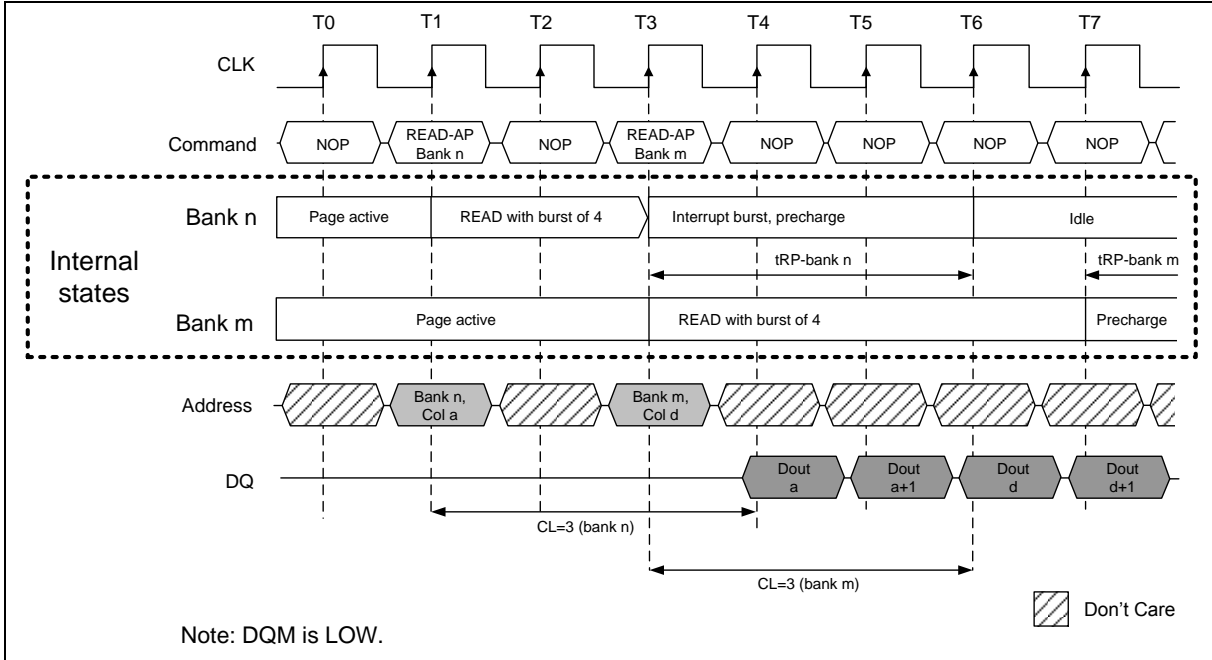 T0 T1 T2 T3 T4 T5 T6 T7
CLK
Command NOP READ-AP Bank n NOP READ-AP Bank m NOP NOP NOP NOP
Bank n Page active READ with burst of 4 Interrupt burst, precharge Idle
Internal states
tRP-bank n tRP-bank m
Bank m Page active READ with burst of 4 Precharge
Address Bank n, Col a Bank m, Col d
DQ Dout a Dout a+1 Dout d Dout d+1
CL=3 (bank n)
CL=3 (bank m)
Don't Care
Note: DQM is LOW.